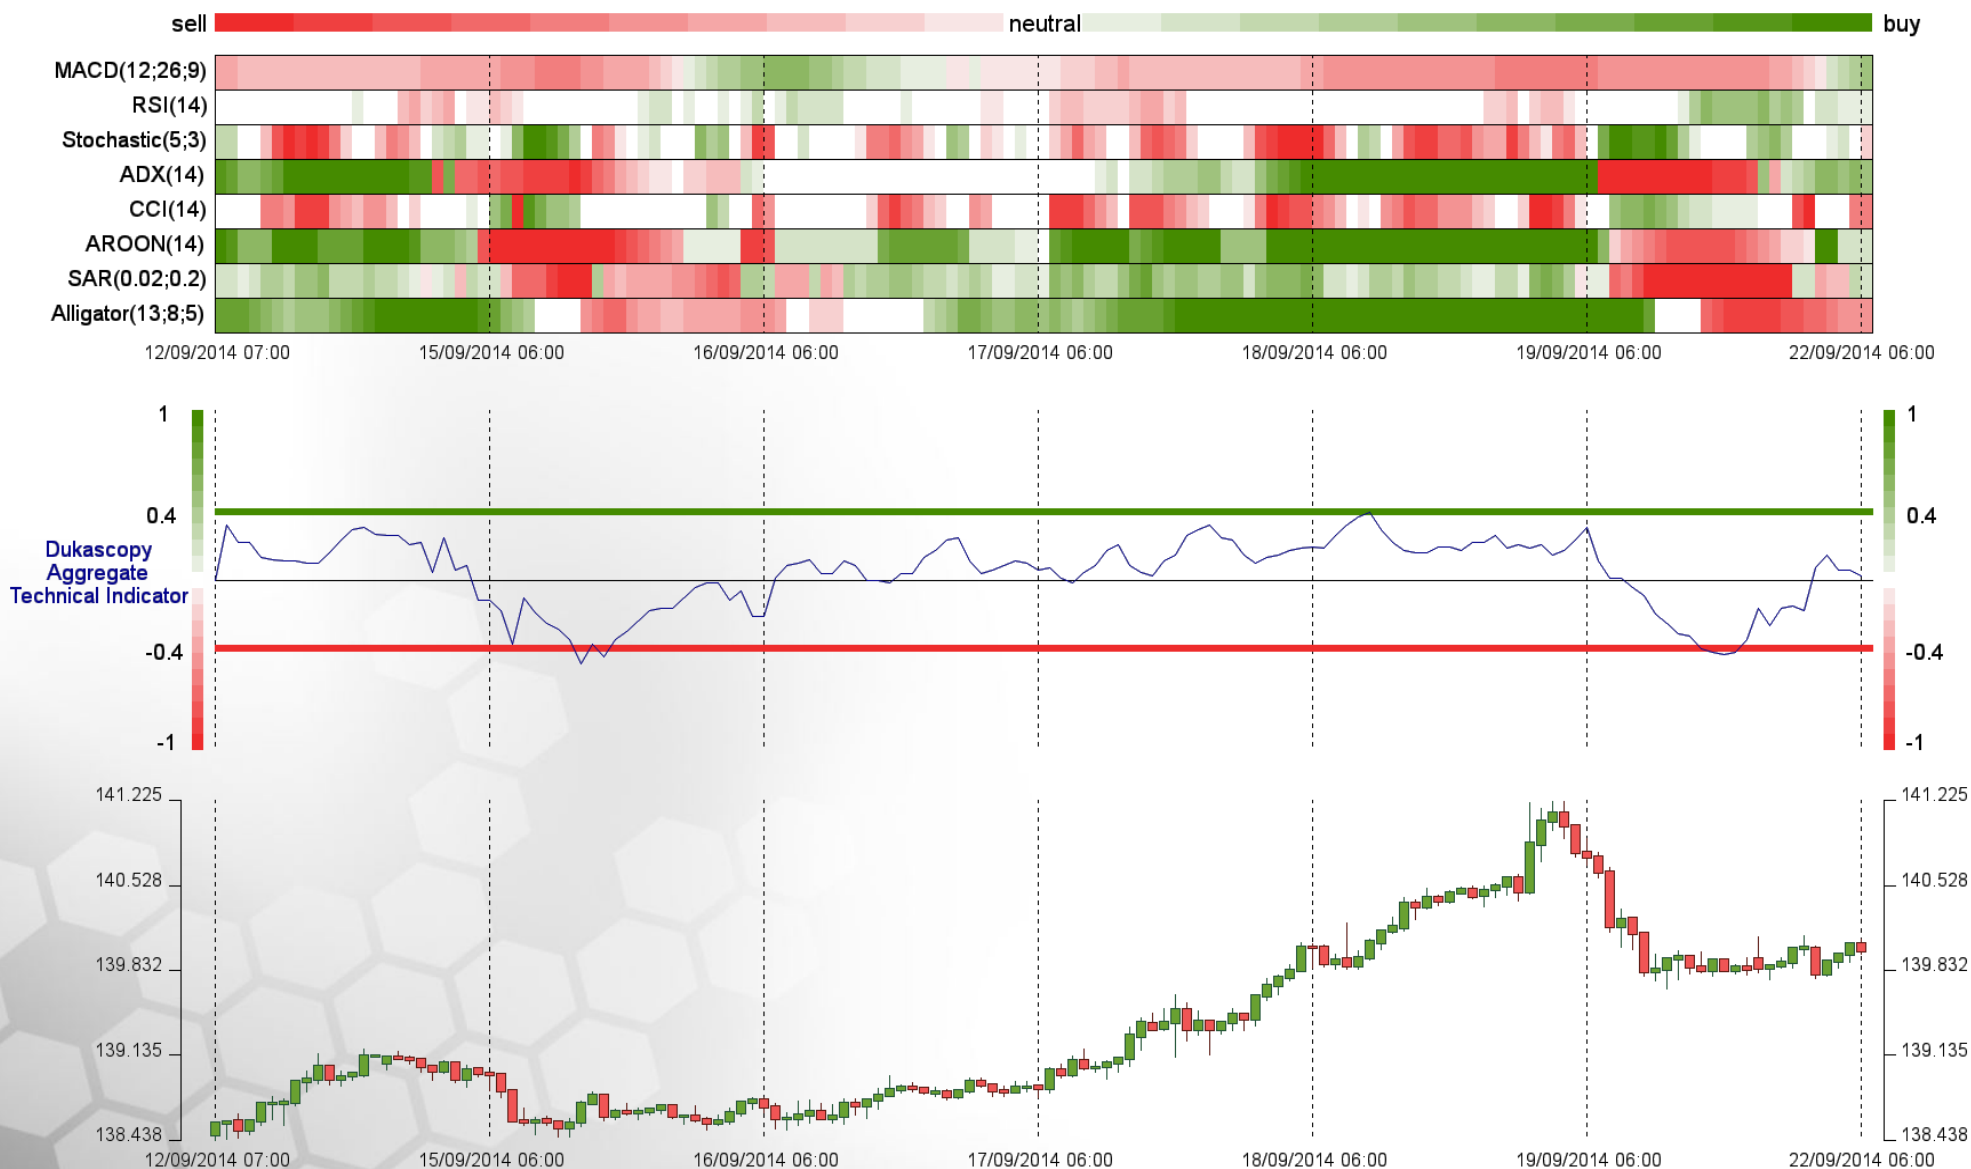 sell neutral buy
MACD(12;26;9)
RSI(14)
Stochastic(5;3)
ADX(14)
CCI(14)
AROON(14)
SAR(0.02;0.2)
Alligator(13;8;5)
12/09/2014 07:00 15/09/2014 06:00 16/09/2014 06:00 17/09/2014 06:00 18/09/2014 06:00 19/09/2014 06:00 22/09/2014 06:00
1 1
0.4 0.4
Dukascopy
Aggregate
Technical Indicator
-0.4 -0.4
-1 -1
141.225 141.225
140.528 140.528
139.832 139.832
139.135 139.135
138.438 138.438
12/09/2014 07:00 15/09/2014 06:00 16/09/2014 06:00 17/09/2014 06:00 18/09/2014 06:00 19/09/2014 06:00 22/09/2014 06:00